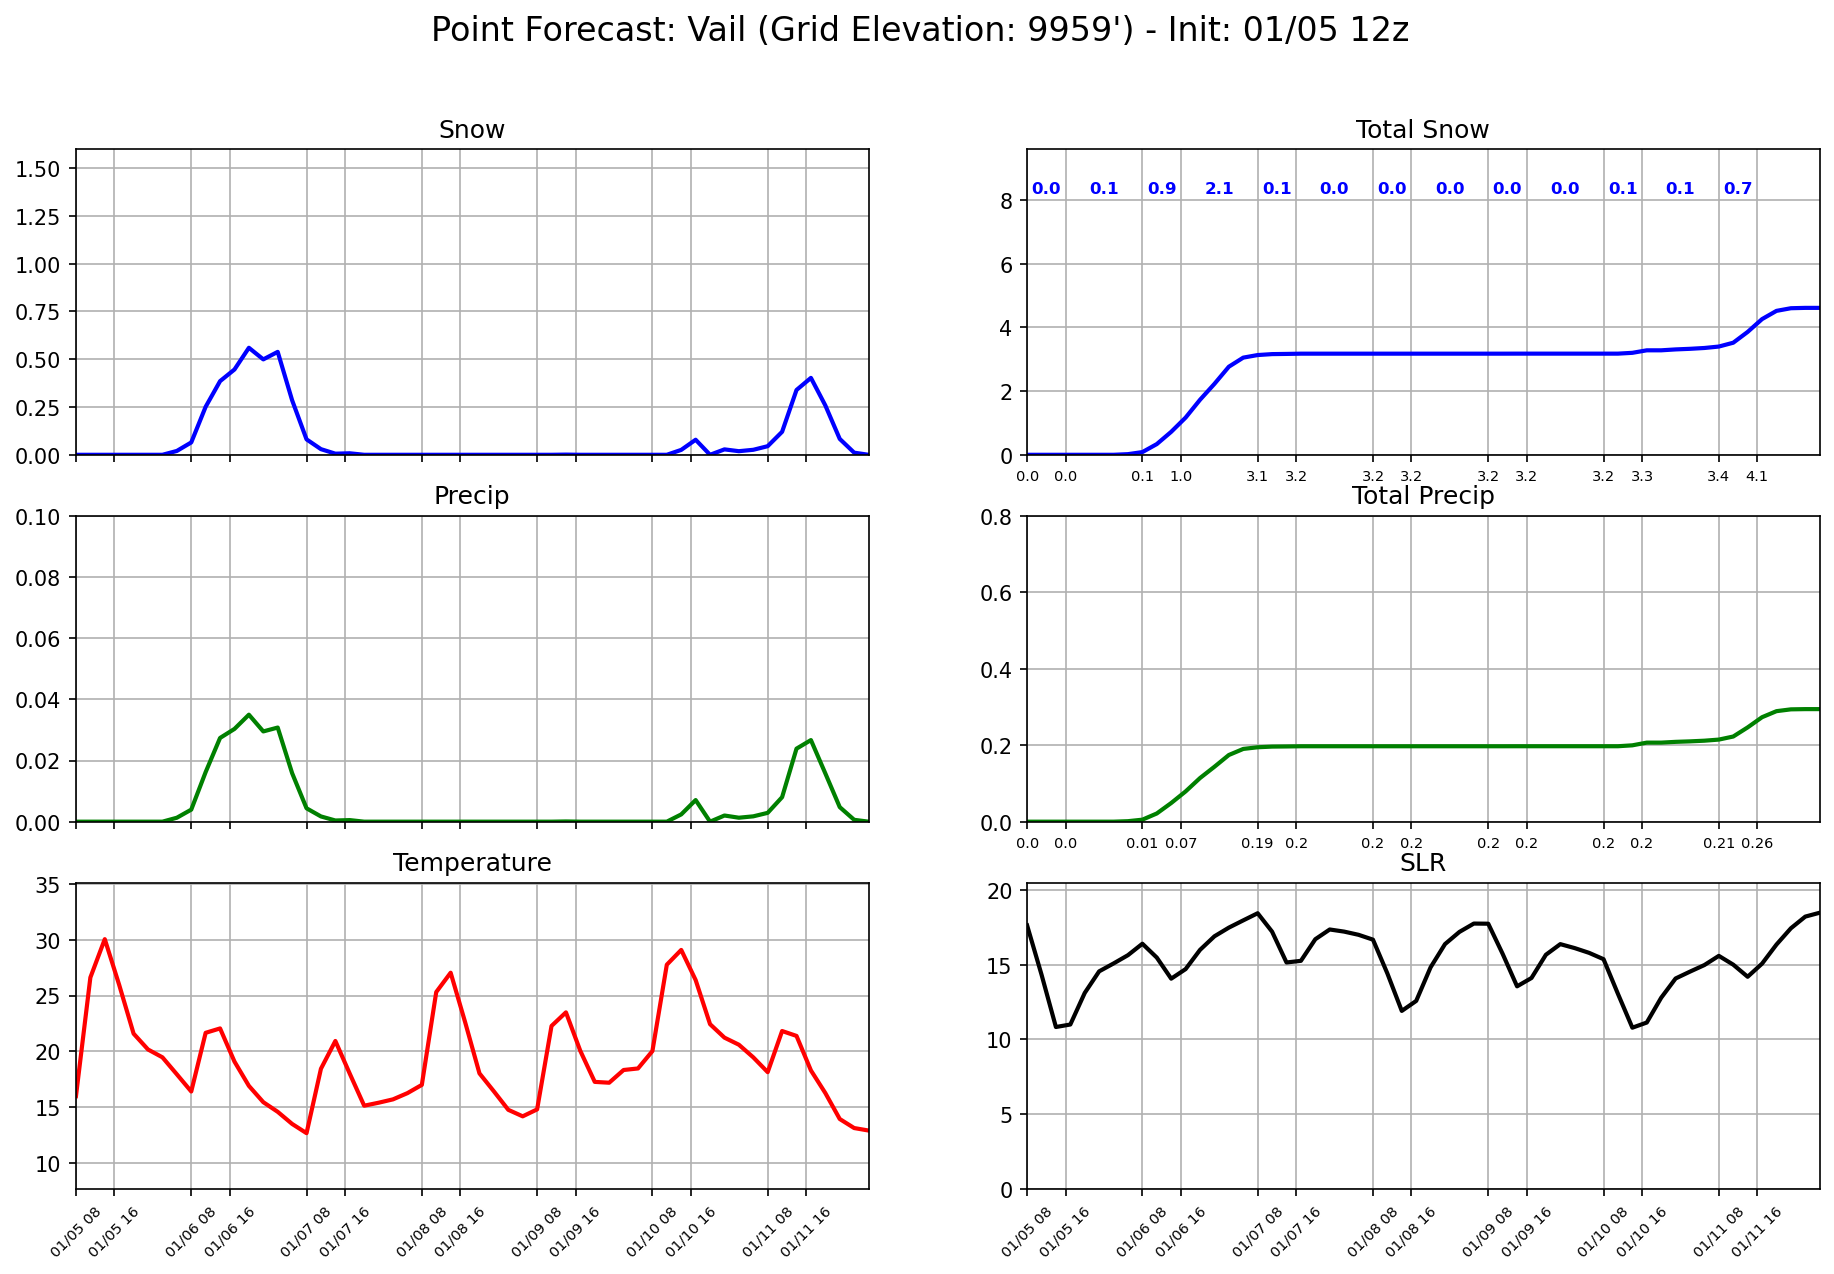 Point Forecast: Vail (Grid Elevation: 9959') - Init: 01/05 12z
Snow
1.50
1.25
1.00
0.75
0.50
0.25
0.00
Total Snow
0.0 0.1 0.9 2.1 0.1 0.0 0.0 0.0 0.0 0.0 0.1 0.1 0.7
8
6
4
2
0
0.0 0.0 0.1 1.0 3.1 3.2 3.2 3.2 3.2 3.2 3.2 3.3 3.4 4.1
Precip
0.10
0.08
0.06
0.04
0.02
0.00
Total Precip
0.8
0.6
0.4
0.2
0.0
0.0 0.0 0.01 0.07 0.19 0.2 0.2 0.2 0.2 0.2 0.2 0.2 0.21 0.26
Temperature
35
30
25
20
15
10
01/05 08 01/05 16 01/06 08 01/06 16 01/07 08 01/07 16 01/08 08 01/08 16 01/09 08 01/09 16 01/10 08 01/10 16 01/11 08 01/11 16
SLR
20
15
10
5
0
01/05 08 01/05 16 01/06 08 01/06 16 01/07 08 01/07 16 01/08 08 01/08 16 01/09 08 01/09 16 01/10 08 01/10 16 01/11 08 01/11 16